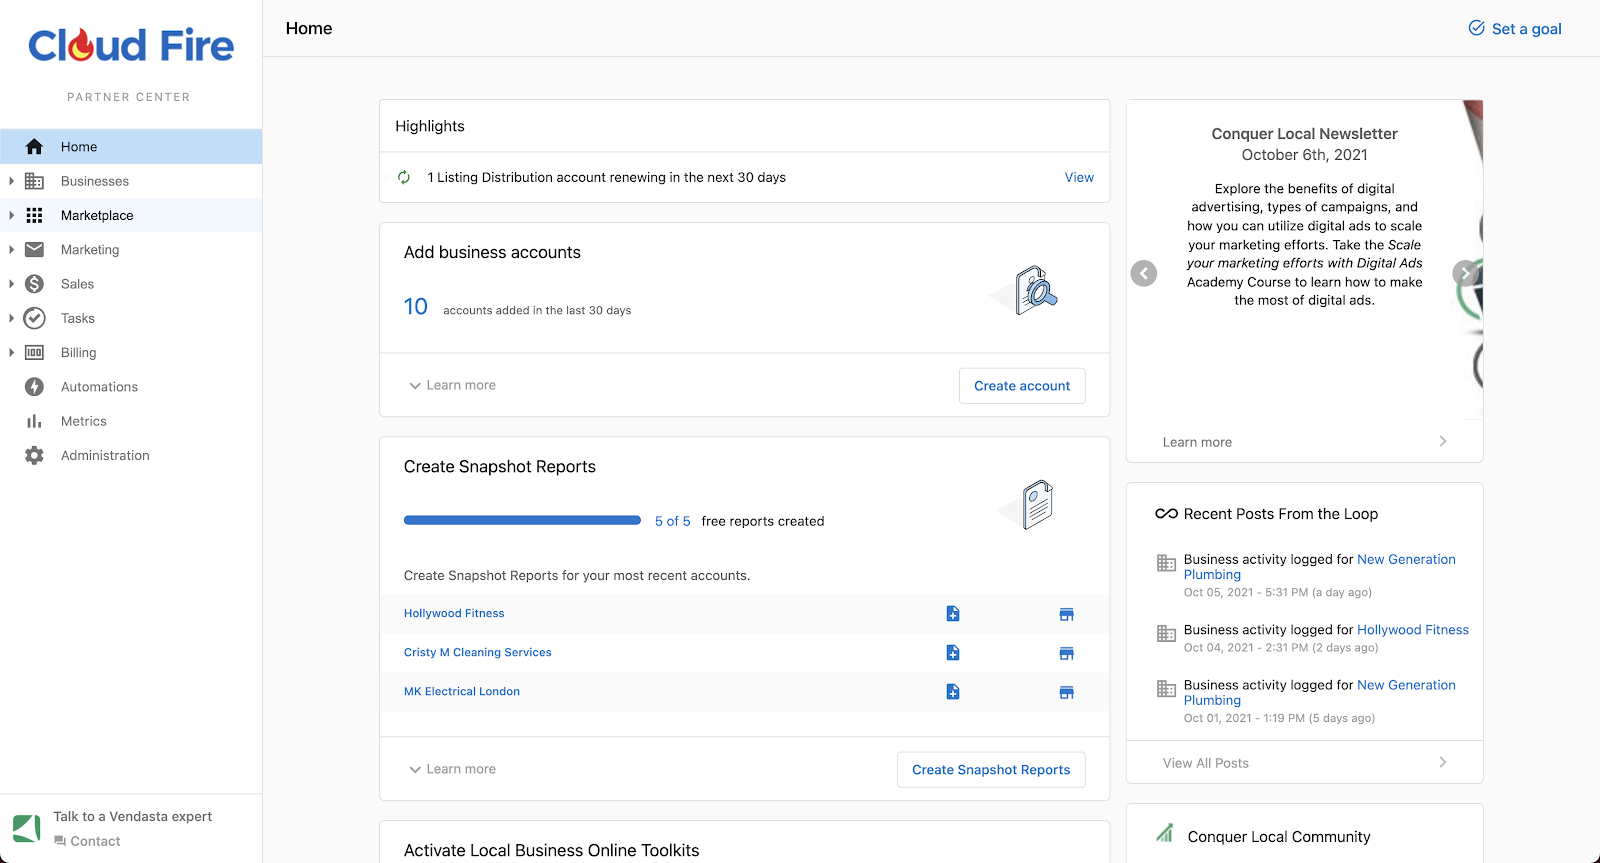 Cloud Fire
PARTNER CENTER
Home
Businesses
Marketplace
Marketing
Sales
Tasks
Billing
Automations
Metrics
Administration
Talk to a Vendasta expert
Contact
Home
Set a goal
Highlights
1 Listing Distribution account renewing in the next 30 days
View
Add business accounts
10 accounts added in the last 30 days
Learn more
Create account
Create Snapshot Reports
5 of 5 free reports created
Create Snapshot Reports for your most recent accounts.
Hollywood Fitness
Cristy M Cleaning Services
MK Electrical London
Learn more
Create Snapshot Reports
Activate Local Business Online Toolkits
Conquer Local Newsletter
October 6th, 2021
Explore the benefits of digital
advertising, types of campaigns, and
how you can utilize digital ads to scale
your marketing efforts. Take the Scale
your marketing efforts with Digital Ads
Academy Course to learn how to make
the most of digital ads.
Learn more
Recent Posts From the Loop
Business activity logged for New Generation
Plumbing
Oct 05, 2021 - 5:31 PM (a day ago)
Business activity logged for Hollywood Fitness
Oct 04, 2021 - 2:31 PM (2 days ago)
Business activity logged for New Generation
Plumbing
Oct 01, 2021 - 1:19 PM (5 days ago)
View All Posts
Conquer Local Community